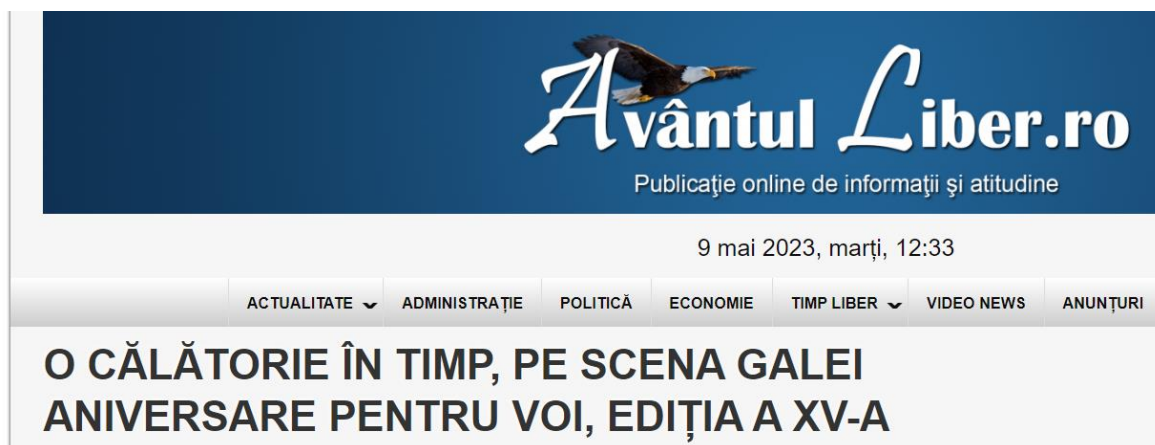 Avântul Liber.ro
Publicaţie online de informaţii şi atitudine
9 mai 2023, marți, 12:33
ACTUALITATE ADMINISTRAȚIE POLITICĂ ECONOMIE TIMP LIBER VIDEO NEWS ANUNȚURI
O CĂLĂTORIE ÎN TIMP, PE SCENA GALEI
ANIVERSARE PENTRU VOI, EDIȚIA A XV-A